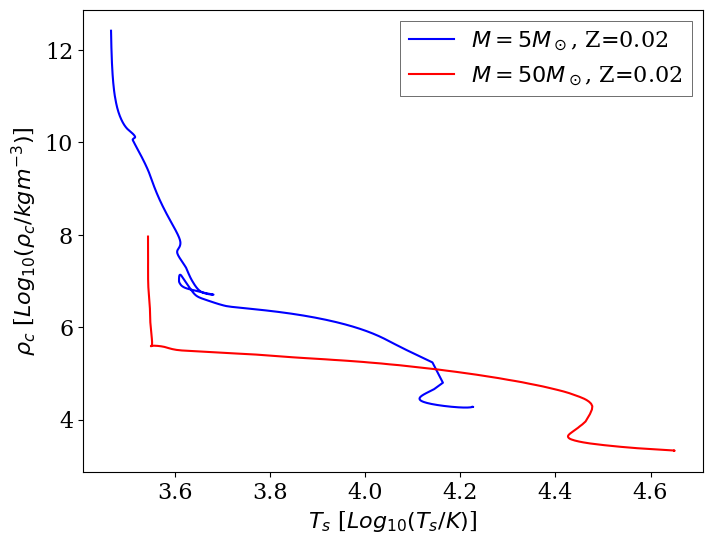 M = 5M⊙, Z=0.02
M = 50M⊙, Z=0.02
12
10
8
6
4
ρc [Log10(ρc/kgm−3)]
3.6 3.8 4.0 4.2 4.4 4.6
Ts [Log10(Ts/K)]